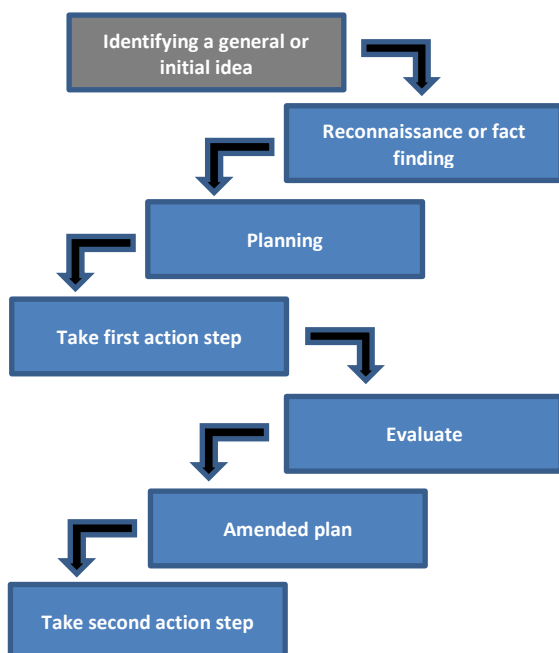 Identifying a general or
initial idea
Reconnaissance or fact
finding
Planning
Take first action step
Evaluate
Amended plan
Take second action step